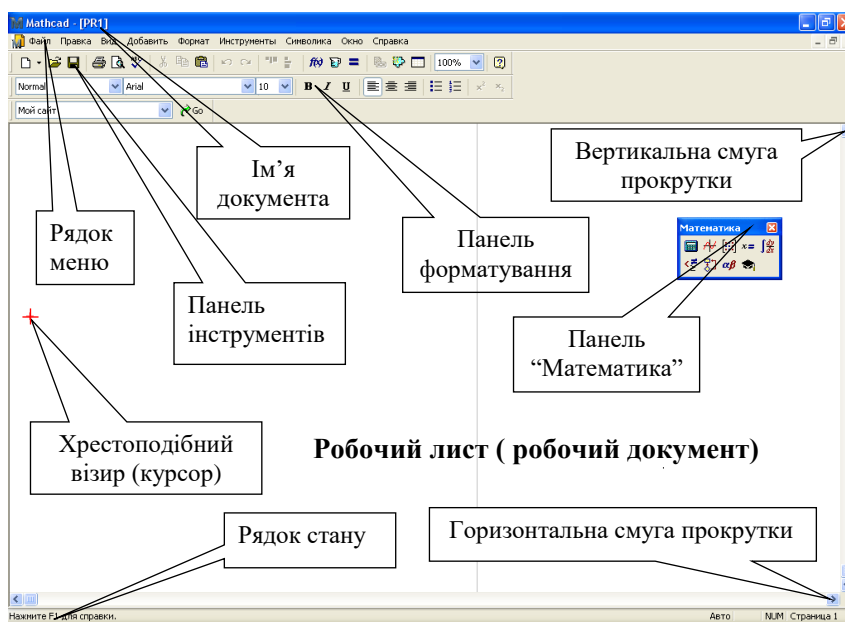 Mathcad - [PR1]
Файл Правка Вид Добавить Формат Инструменты Символика Окно Справка
100%
Normal Arial 10 B I U
Мой сайт Go
Ім’я
документа
Вертикальна смуга
прокрутки
Рядок
меню
Панель
форматування
Математика
Панель
інструментів
Панель
“Математика”
Хрестоподібний
візир (курсор)
Робочий лист ( робочий документ)
Рядок стану
Горизонтальна смуга прокрутки
Нажмите F1 для справки. Авто NUM Страница 1